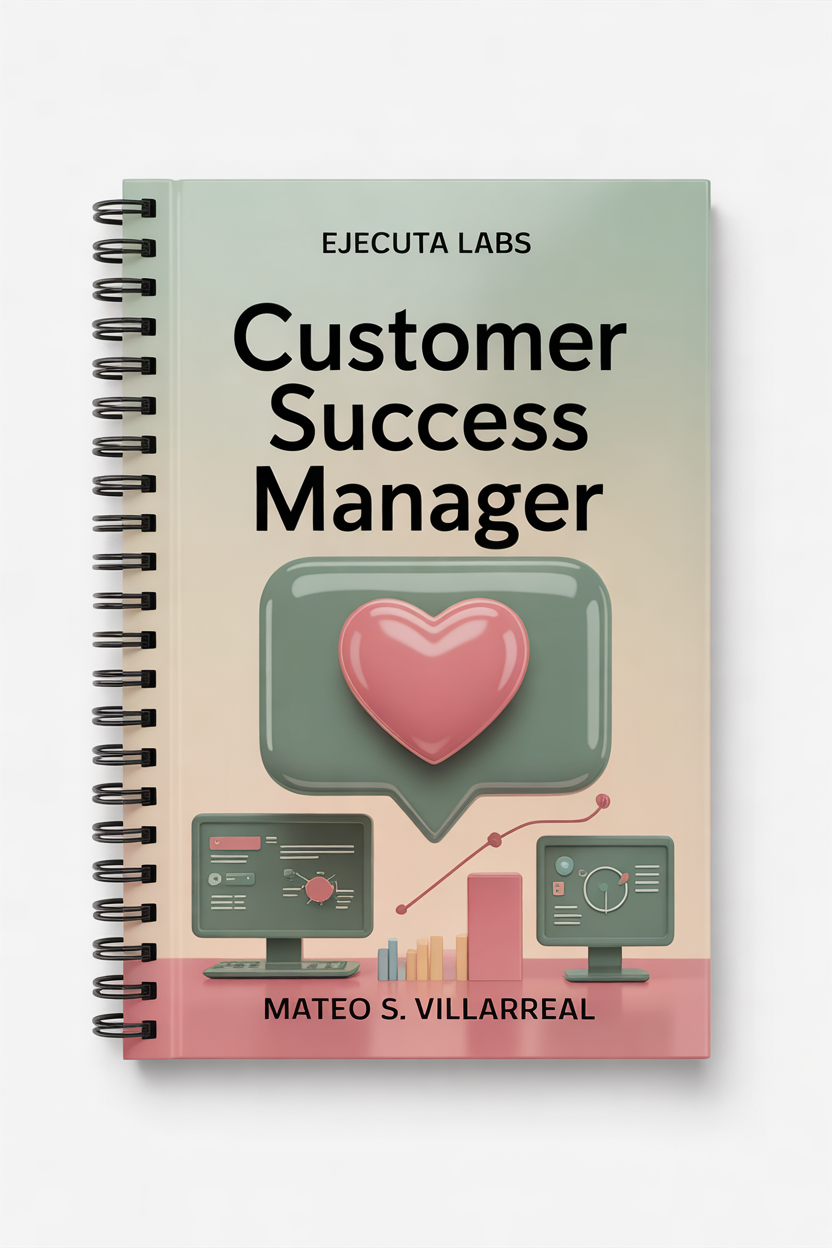 EJECUTA LABS
Customer
Success
Manager
MATEO S. VILLARREAL